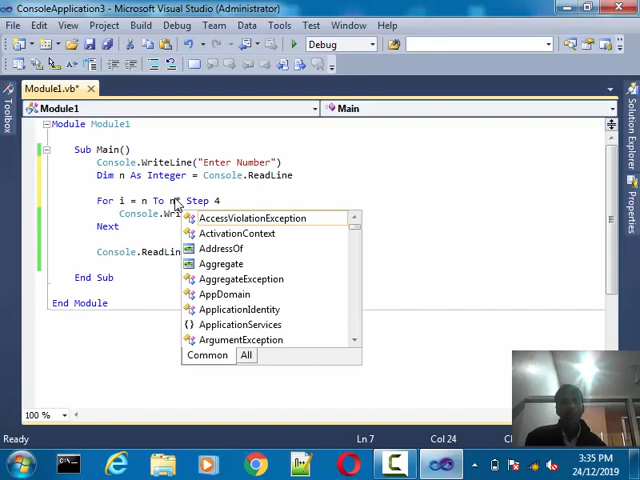 ConsoleApplication3 - Microsoft Visual Studio (Administrator)
File Edit View Project Build Debug Team Data Tools Test Window Help
Debug
Module1.vb*
Module1 Main
Module Module1
Sub Main()
Console.WriteLine("Enter Number")
Dim n As Integer = Console.ReadLine
For i = n To n* Step 4
Console.Wri
Next
Console.ReadLin
End Sub
End Module
AccessViolationException
ActivationContext
AddressOf
Aggregate
AggregateException
AppDomain
ApplicationIdentity
ApplicationServices
ArgumentException
Common All
Toolbox
Solution Explorer
Properties
100 %
Ready Ln 7 Col 24
3:35 PM
24/12/2019